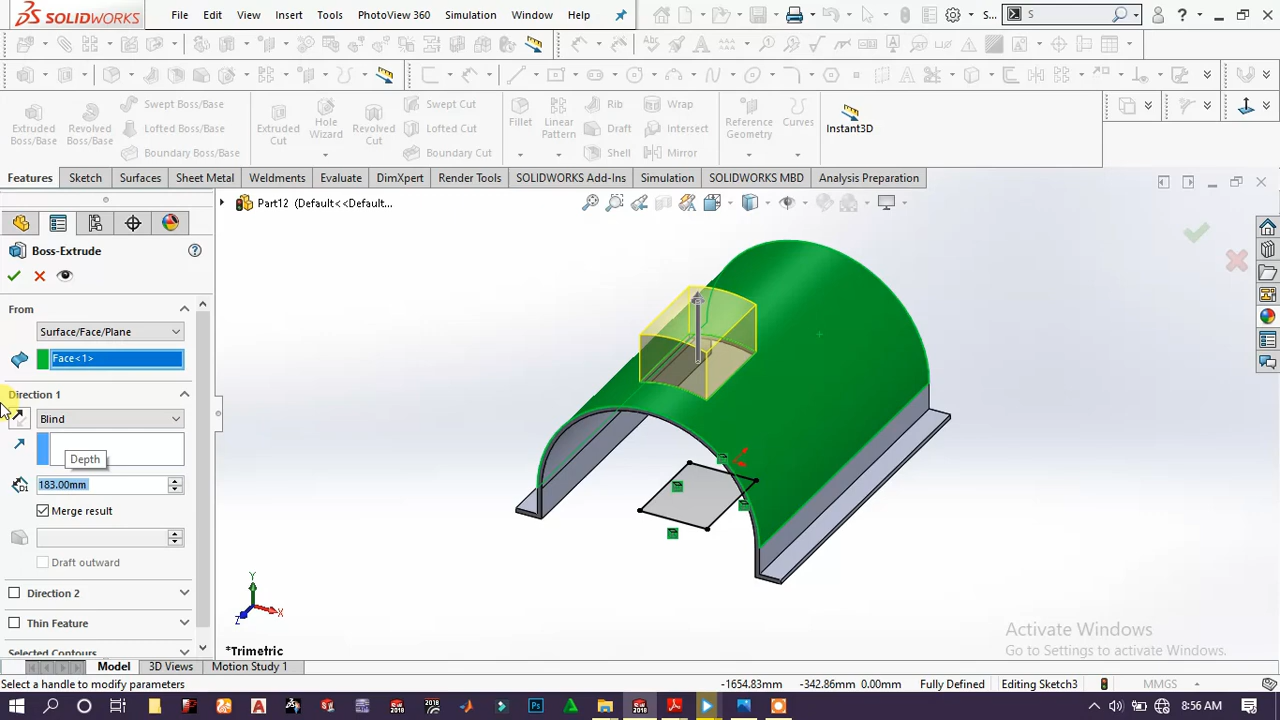 SOLIDWORKS File Edit View Insert Tools PhotoView 360 Simulation Window Help S... S ?
Extruded Boss/Base
Revolved Boss/Base
Swept Boss/Base
Lofted Boss/Base
Boundary Boss/Base
Extruded Cut
Hole Wizard
Revolved Cut
Swept Cut
Lofted Cut
Boundary Cut
Fillet
Linear Pattern
Rib
Draft
Shell
Wrap
Intersect
Mirror
Reference Geometry
Curves
Instant3D
Features Sketch Surfaces Sheet Metal Weldments Evaluate DimXpert Render Tools SOLIDWORKS Add-Ins Simulation SOLIDWORKS MBD Analysis Preparation
Part12 (Default<<Default...
Boss-Extrude
From
Surface/Face/Plane
Face<1>
Direction 1
Blind
Depth
D1 183.00mm
Merge result
Draft outward
Direction 2
Thin Feature
Selected Contours
Y
X
Z
*Trimetric
Activate Windows
Go to Settings to activate Windows.
Model 3D Views Motion Study 1
Select a handle to modify parameters -1654.83mm -342.86mm 0.00mm Fully Defined Editing Sketch3 MMGS
8:56 AM